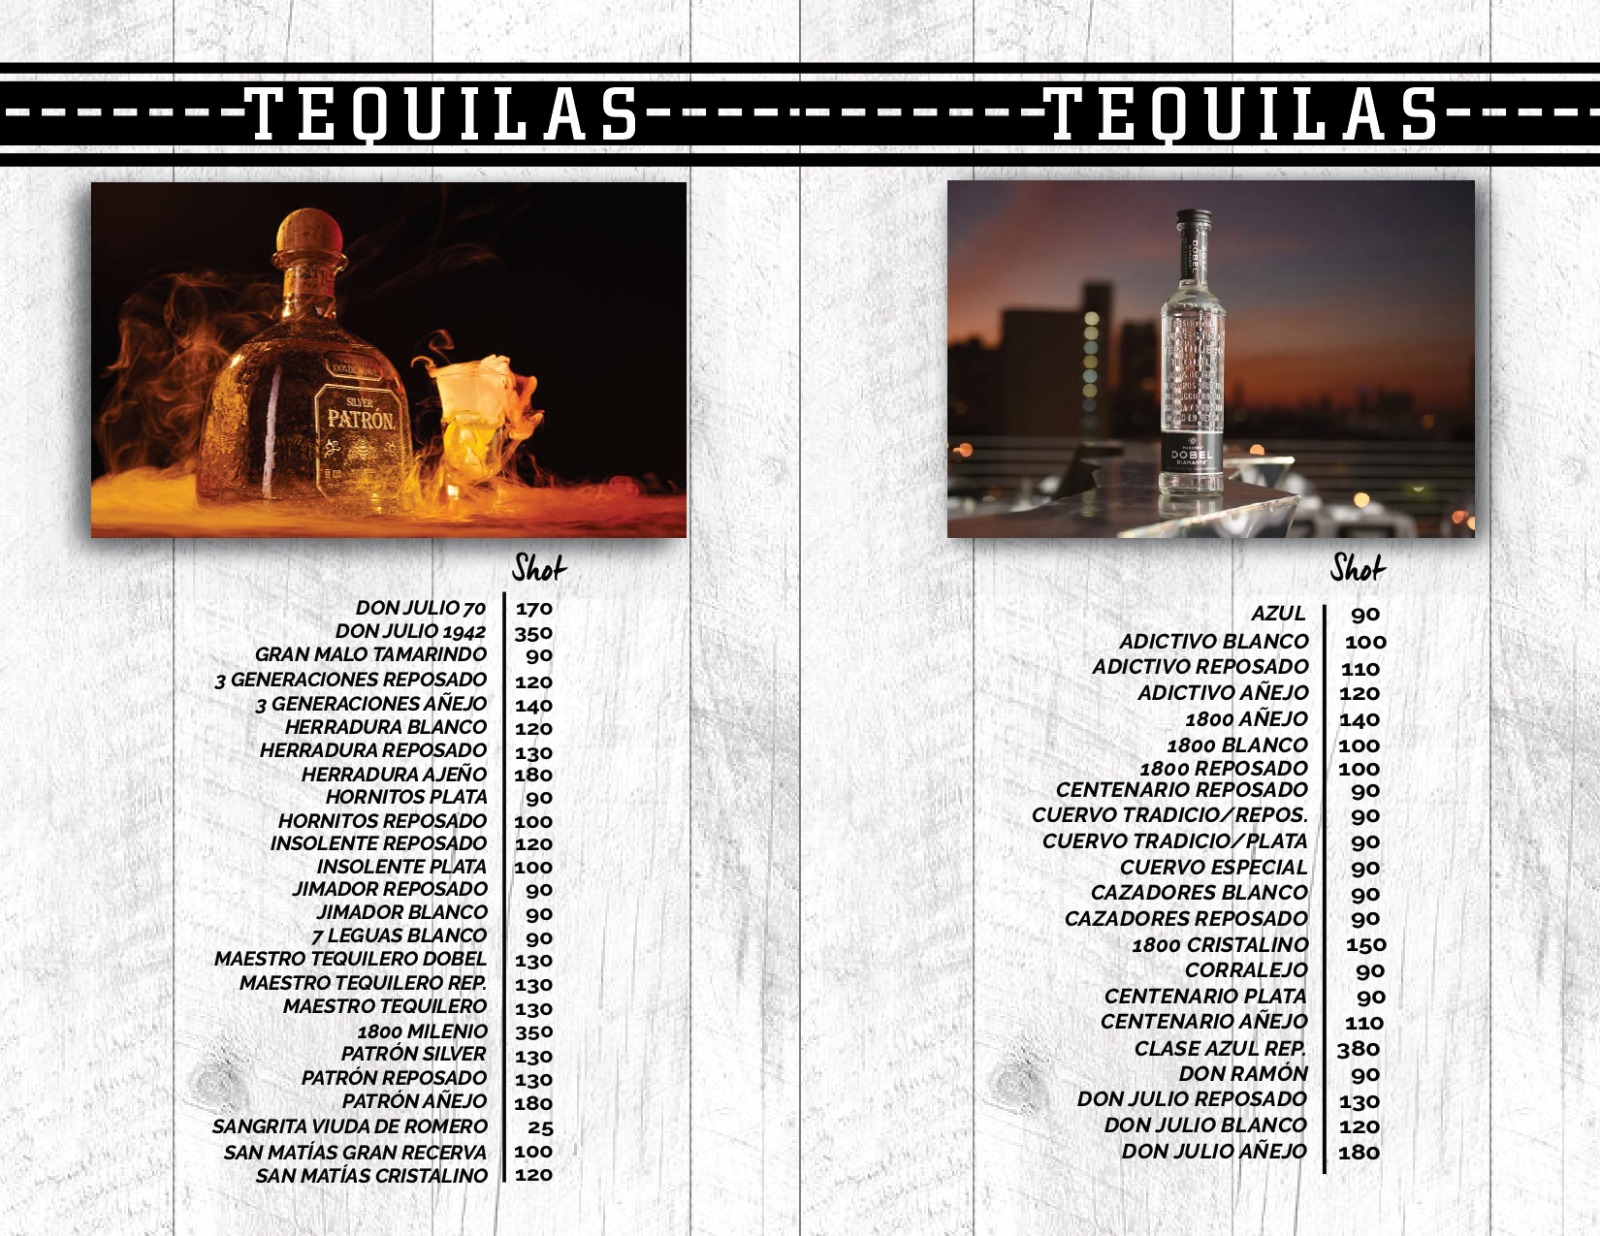 TEQUILAS
SILVER
PATRÓN
Shot
DON JULIO 70 170
DON JULIO 1942 350
GRAN MALO TAMARINDO 90
3 GENERACIONES REPOSADO 120
3 GENERACIONES AÑEJO 140
HERRADURA BLANCO 120
HERRADURA REPOSADO 130
HERRADURA AJEÑO 180
HORNITOS PLATA 90
HORNITOS REPOSADO 100
INSOLENTE REPOSADO 120
INSOLENTE PLATA 100
JIMADOR REPOSADO 90
JIMADOR BLANCO 90
7 LEGUAS BLANCO 90
MAESTRO TEQUILERO DOBEL 130
MAESTRO TEQUILERO REP. 130
MAESTRO TEQUILERO 130
1800 MILENIO 350
PATRÓN SILVER 130
PATRÓN REPOSADO 130
PATRÓN AÑEJO 180
SANGRITA VIUDA DE ROMERO 25
SAN MATÍAS GRAN RECERVA 100
SAN MATÍAS CRISTALINO 120
TEQUILAS
DOBEL
DOBEL
DIAMANTE
Shot
AZUL 90
ADICTIVO BLANCO 100
ADICTIVO REPOSADO 110
ADICTIVO AÑEJO 120
1800 AÑEJO 140
1800 BLANCO 100
1800 REPOSADO 100
CENTENARIO REPOSADO 90
CUERVO TRADICIO/REPOS. 90
CUERVO TRADICIO/PLATA 90
CUERVO ESPECIAL 90
CAZADORES BLANCO 90
CAZADORES REPOSADO 90
1800 CRISTALINO 150
CORRALEJO 90
CENTENARIO PLATA 90
CENTENARIO AÑEJO 110
CLASE AZUL REP. 380
DON RAMÓN 90
DON JULIO REPOSADO 130
DON JULIO BLANCO 120
DON JULIO AÑEJO 180